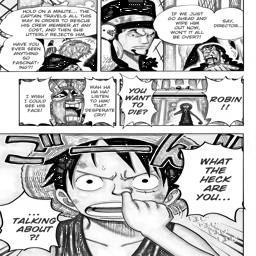 SAY,
DIRECTOR,
IF WE JUST
GO AHEAD AND
WIPE HIM
OUT NOW,
WON'T IT ALL
BE OVER?!
HOLD ON A MINUTE... THE
CAPTAIN TRAVELS ALL THIS
WAY IN ORDER TO RESCUE
HIS CREW MEMBER AT ANY
COST, AND THEN SHE
UTTERLY REJECTS HIM...
HAVE YOU
EVER SEEN
ANYTHING
SO
FASCINAT-
ING?!
ROBIN
!!
YOU
WANT
TO
DIE?
WAH HA
HA HA!
LISTEN TO
HIM!
THAT
DESPERATE
CRY!
I WISH
I COULD
SEE HIS
FACE!
WHAT
THE
HECK ARE
YOU...
...
TALKING
ABOUT
?!